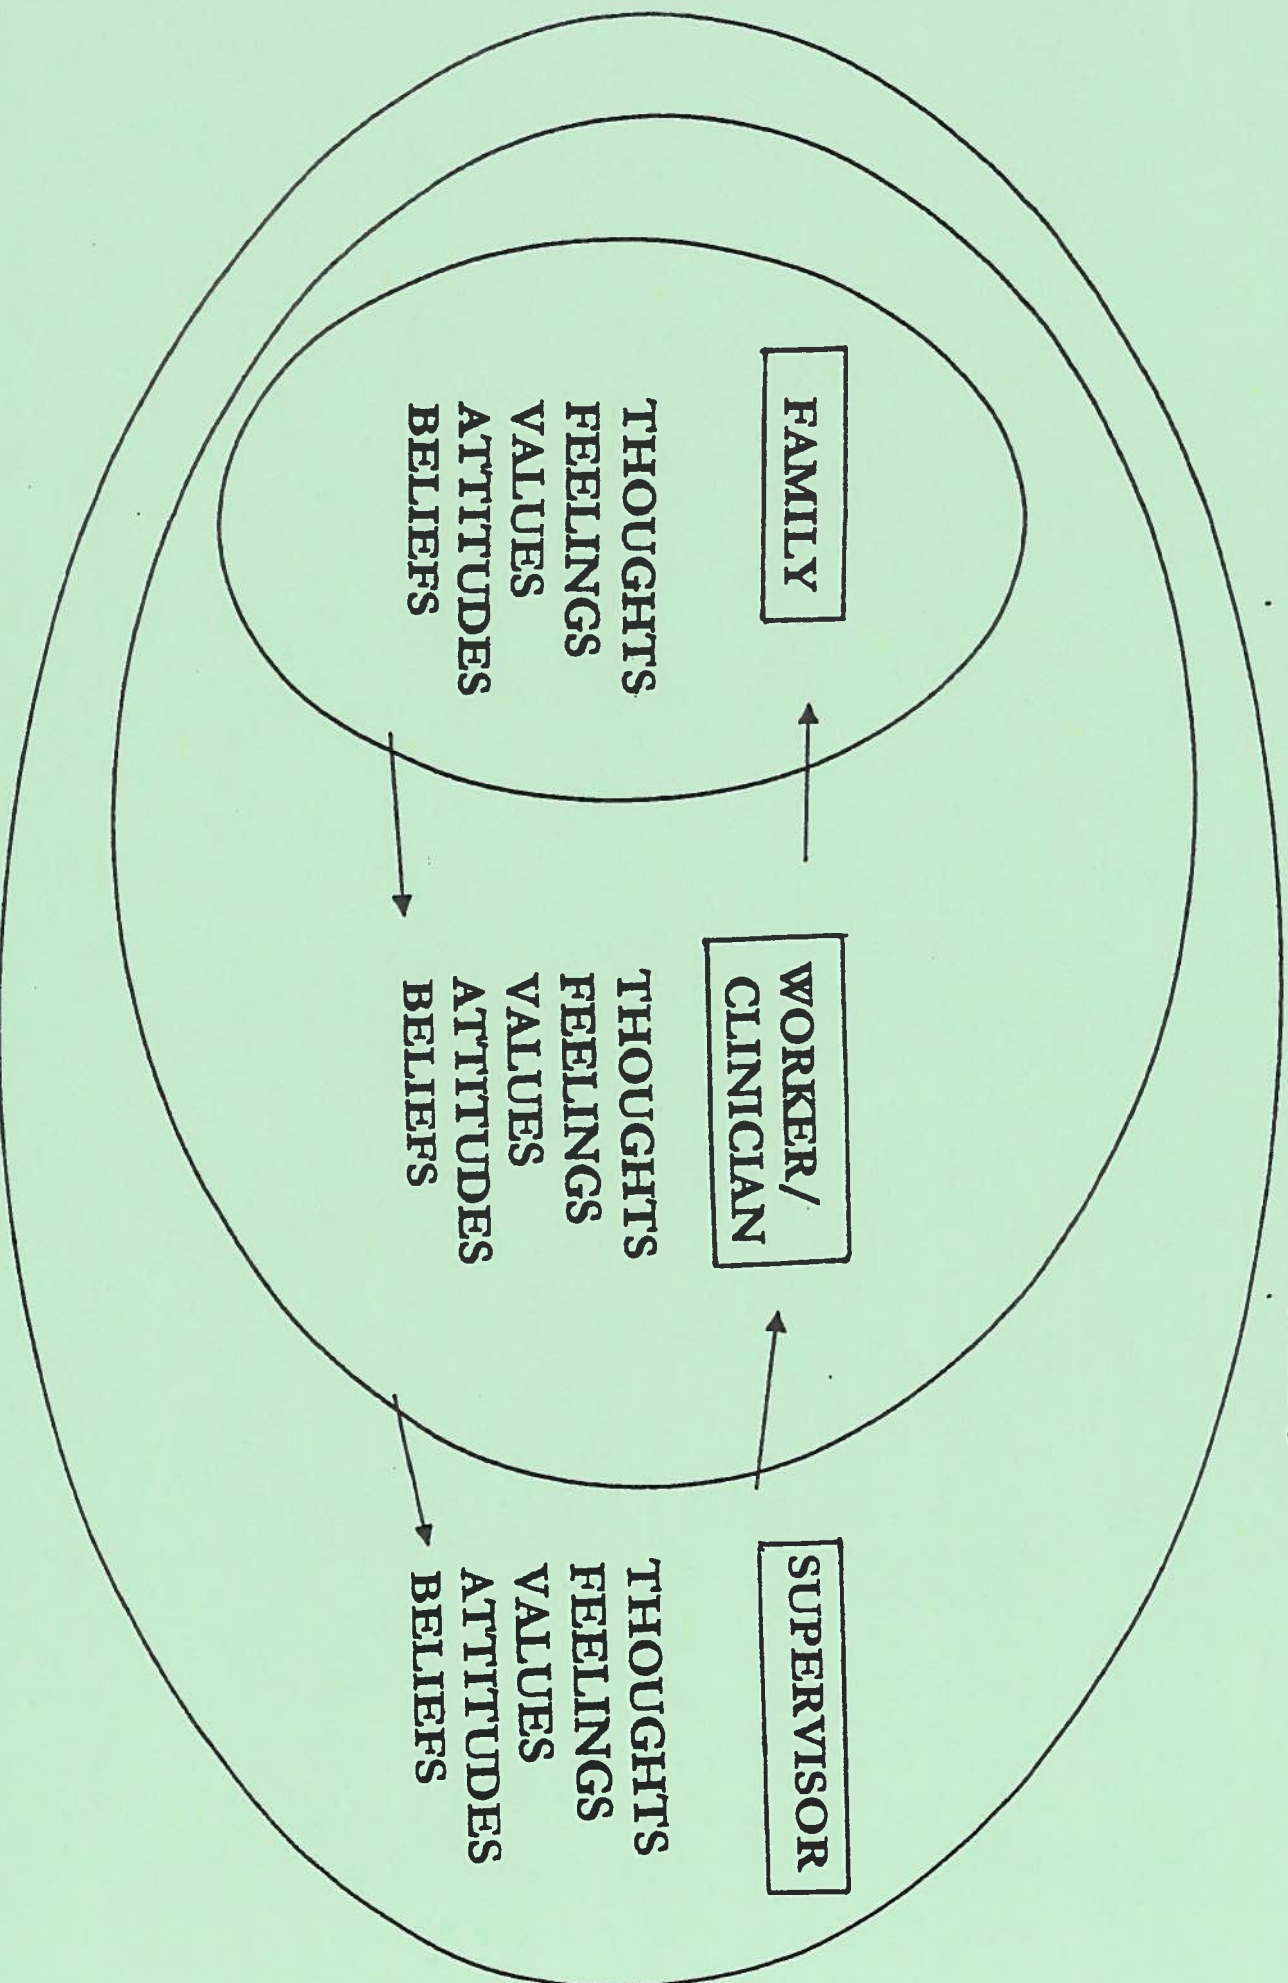 FAMILY
THOUGHTS
FEELINGS
VALUES
ATTITUDES
BELIEFS
WORKER/
CLINICIAN
THOUGHTS
FEELINGS
VALUES
ATTITUDES
BELIEFS
SUPERVISOR
THOUGHTS
FEELINGS
VALUES
ATTITUDES
BELIEFS